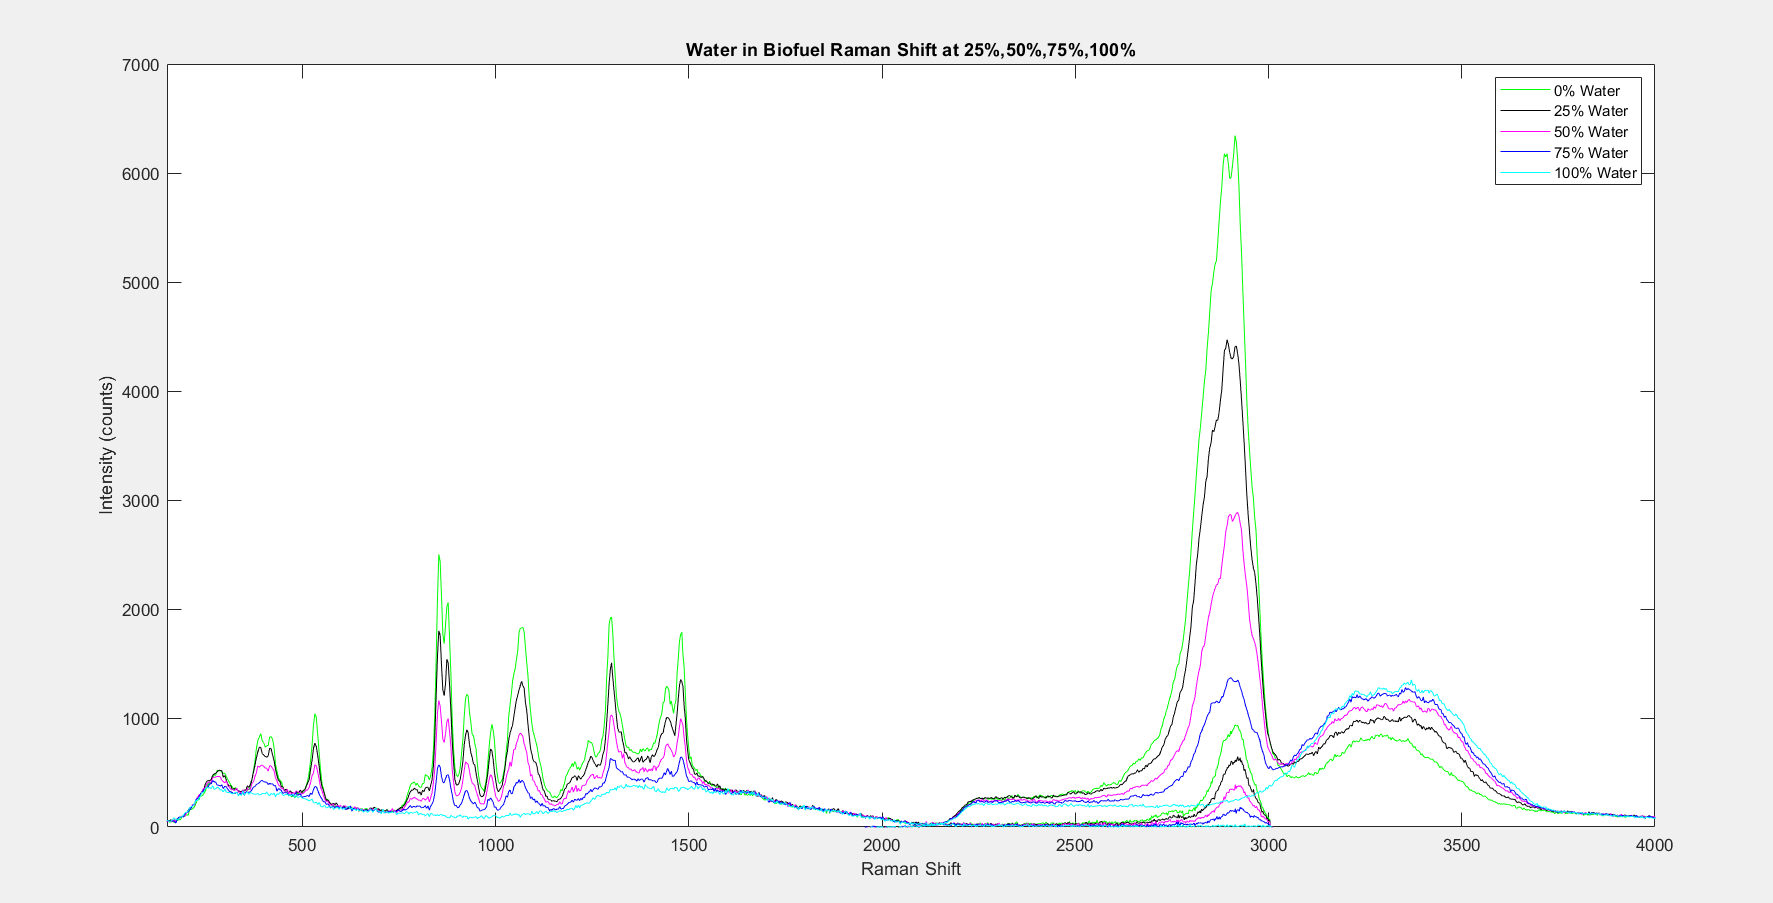 Water in Biofuel Raman Shift at 25%,50%,75%,100%
7000
6000
5000
4000
3000
2000
1000
0
Intensity (counts)
0% Water
25% Water
50% Water
75% Water
100% Water
500
1000
1500
2000
2500
3000
3500
4000
Raman Shift